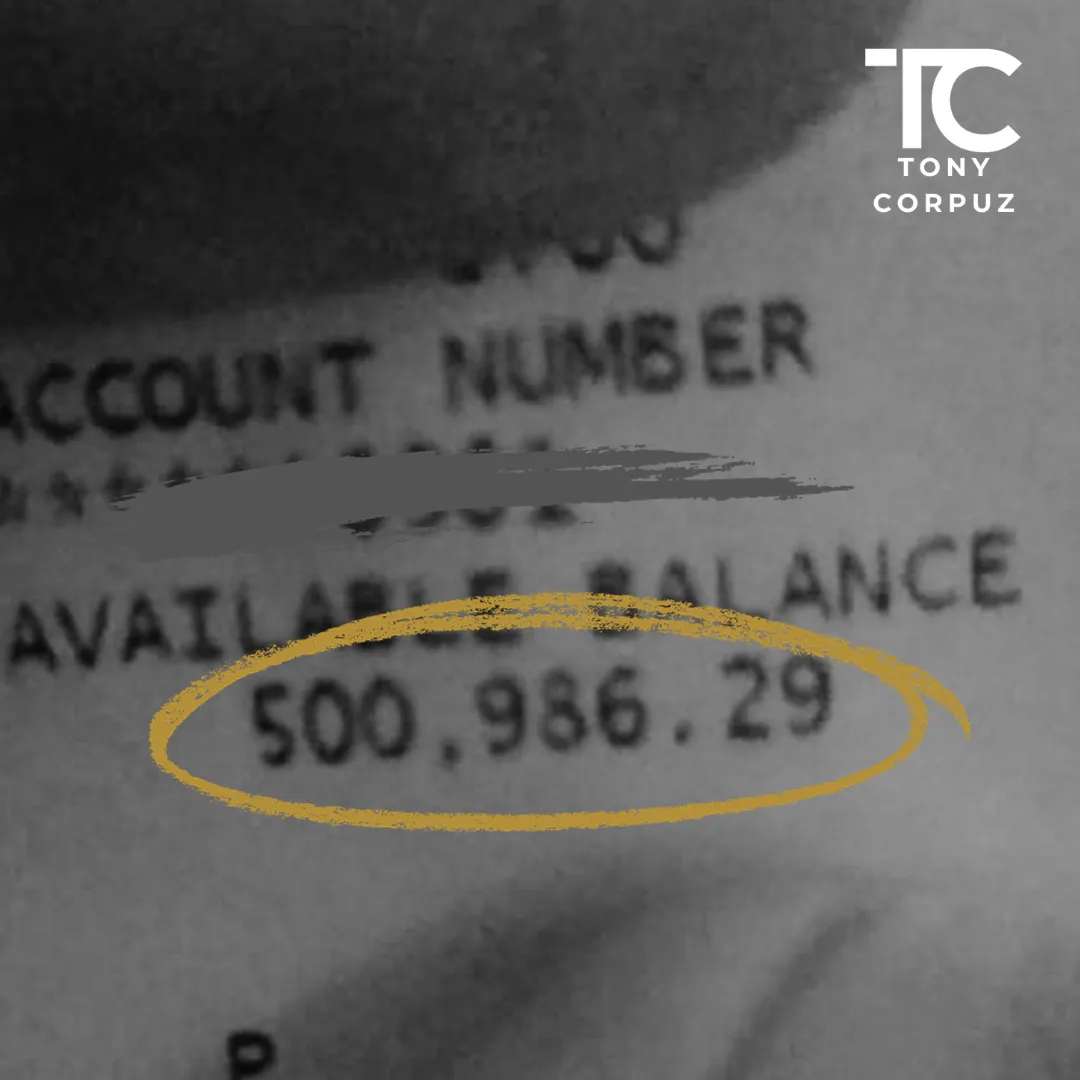 TC
TONY
CORPUZ
ACCOUNT NUMBER
AVAILABLE BALANCE
500,986.29
P